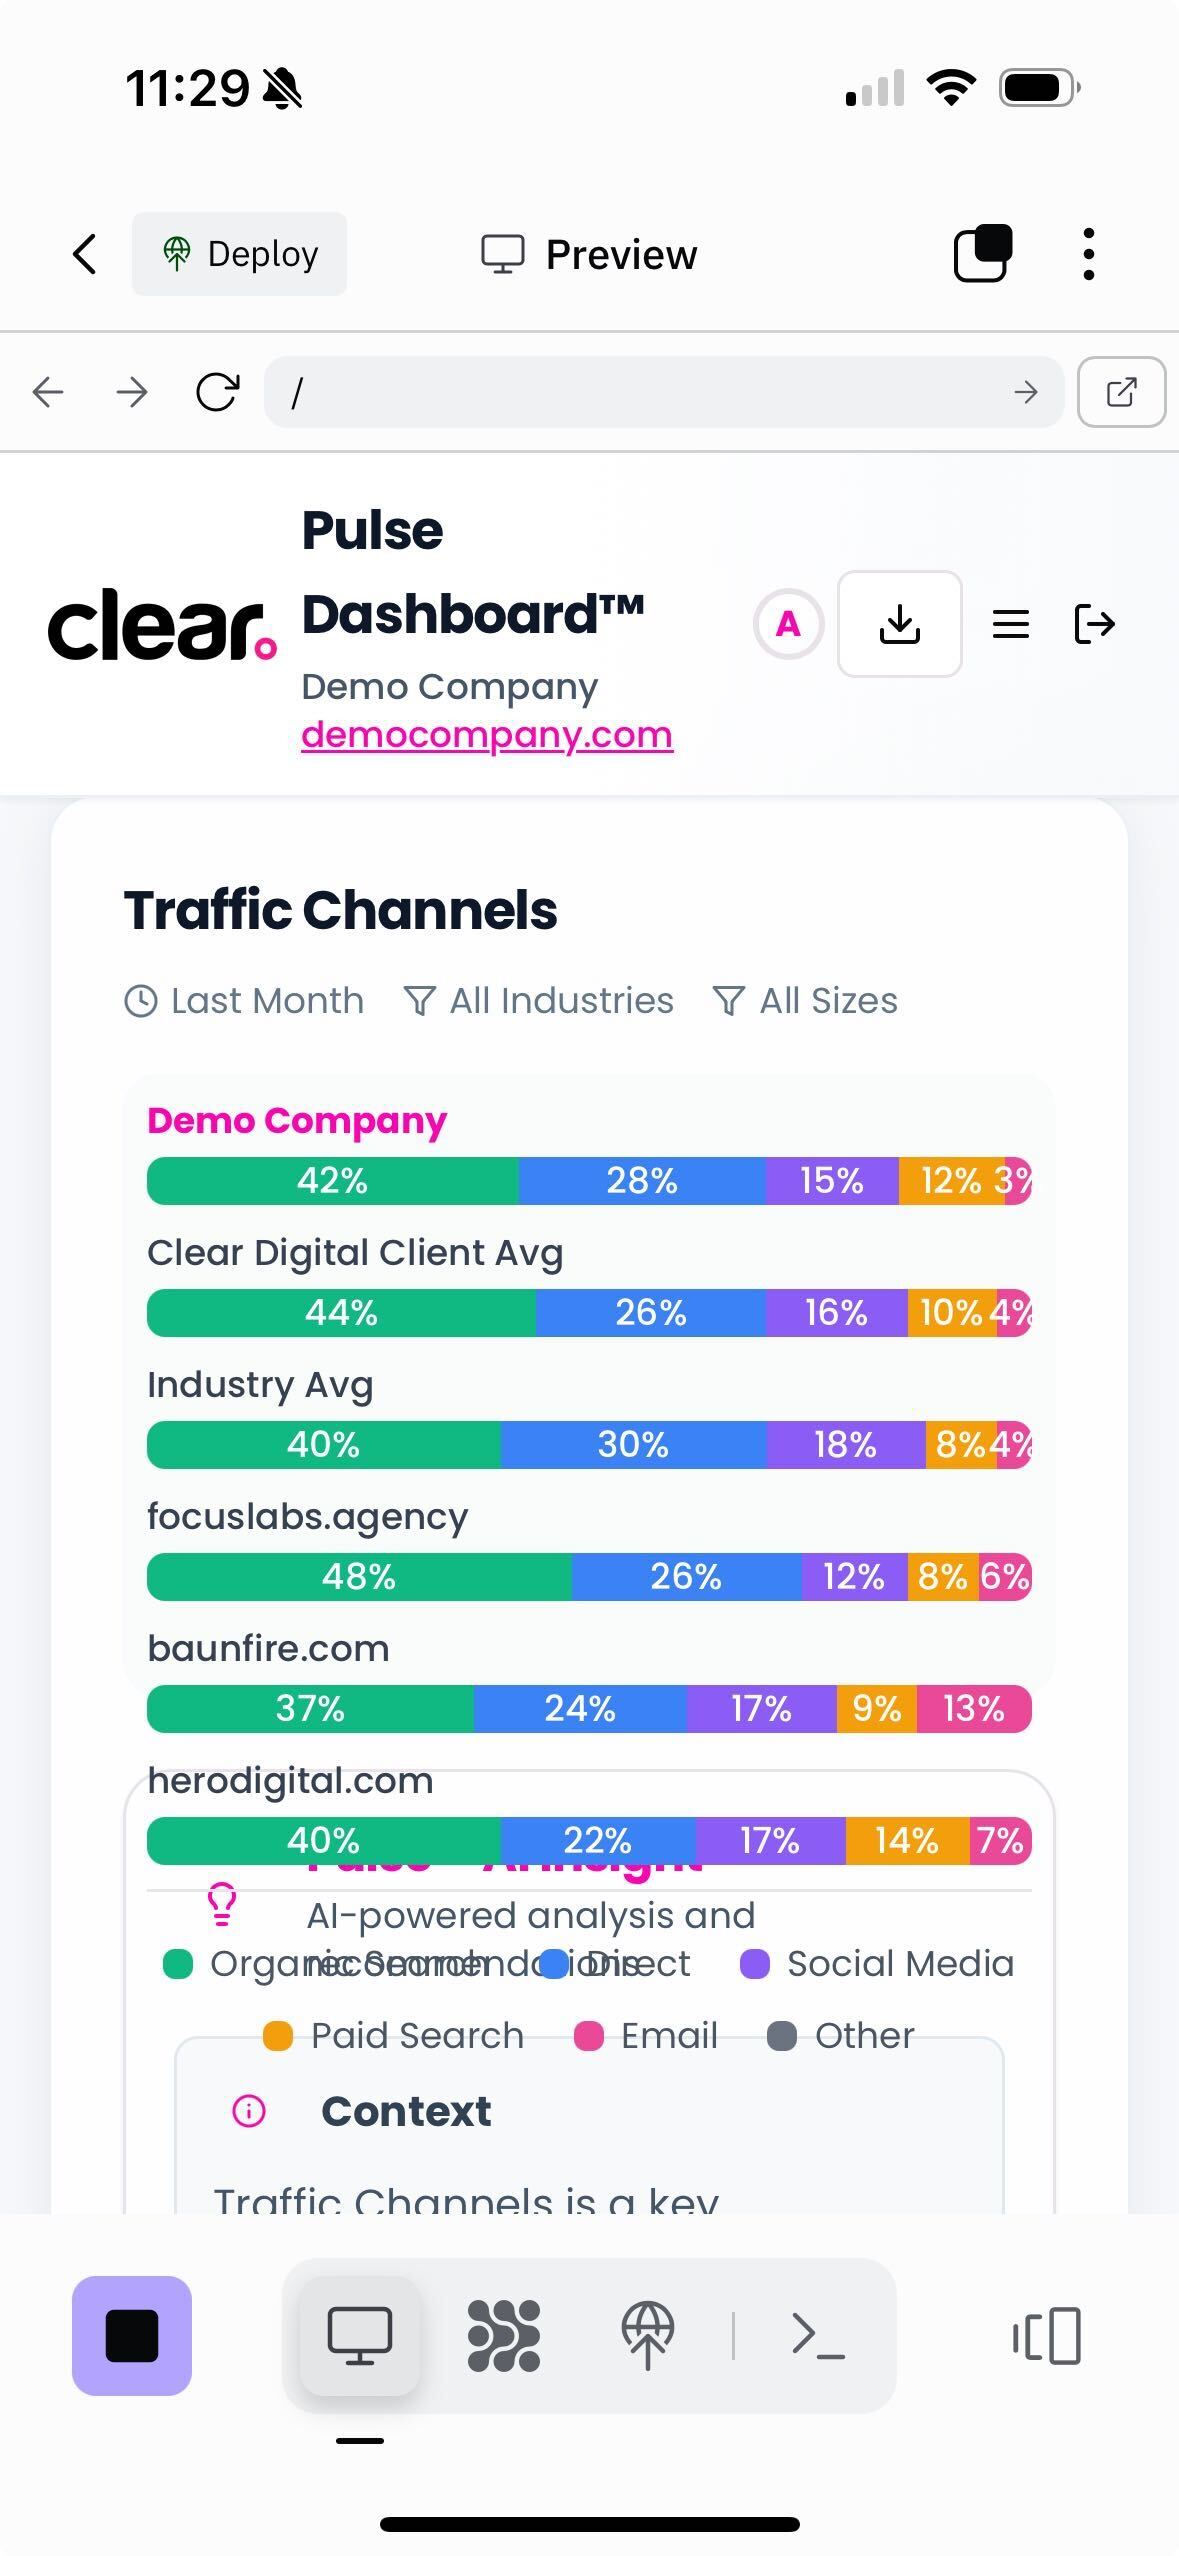 11:29
Deploy
Preview
/
clear.
Pulse
Dashboard™
Demo Company
democompany.com
A
Traffic Channels
Last Month All Industries All Sizes
Demo Company
42% 28% 15% 12% 3%
Clear Digital Client Avg
44% 26% 16% 10% 4%
Industry Avg
40% 30% 18% 8% 4%
focuslabs.agency
48% 26% 12% 8% 6%
baunfire.com
37% 24% 17% 9% 13%
herodigital.com
40% 22% 17% 14% 7%
AI-powered analysis and
recommendations
Organic Search Direct Social Media
Paid Search Email Other
Context
Traffic Channels is a key